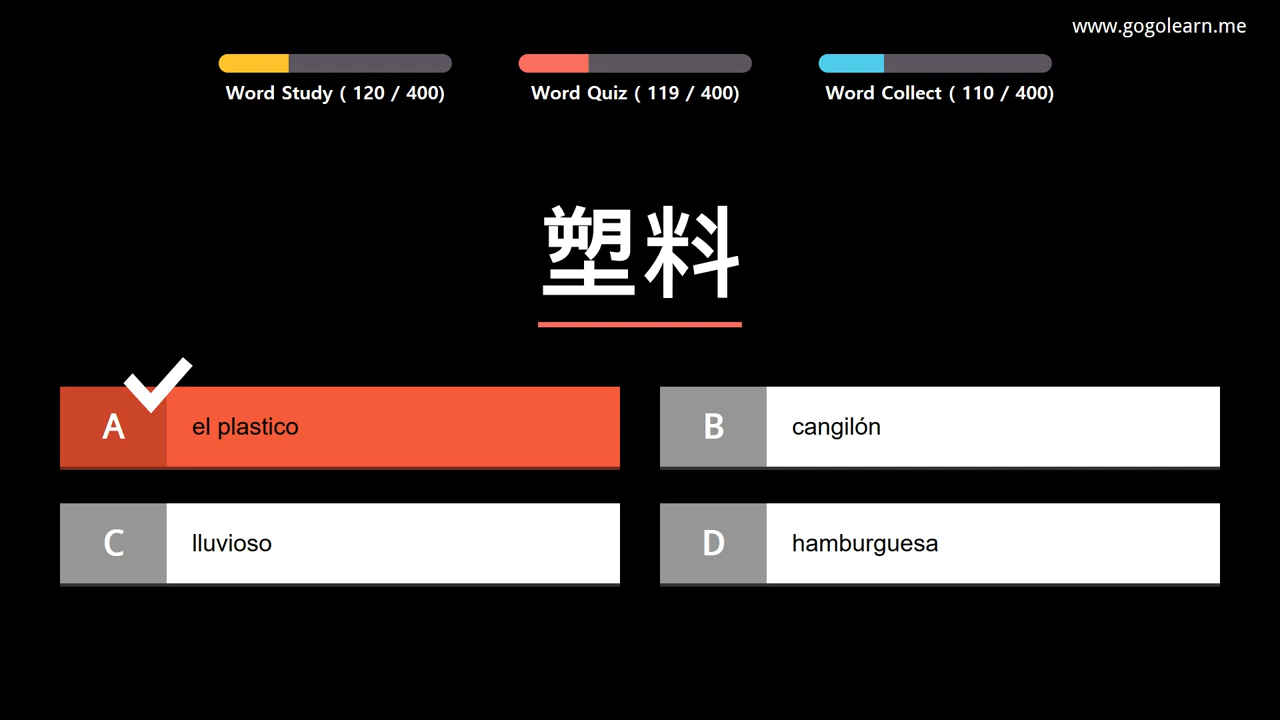 www.gogolearn.me
Word Study ( 120 / 400)
Word Quiz ( 119 / 400)
Word Collect ( 110 / 400)
塑料
A el plastico
B cangilón
C lluvioso
D hamburguesa